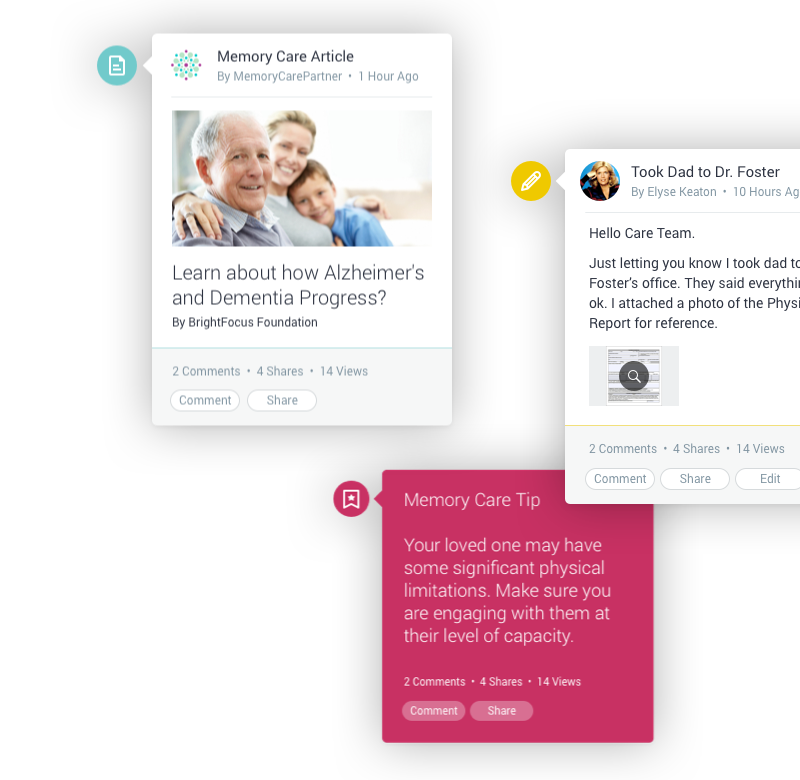 Memory Care Article
By MemoryCarePartner • 1 Hour Ago
Learn about how Alzheimer's
and Dementia Progress?
By BrightFocus Foundation
2 Comments • 4 Shares • 14 Views
Comment Share
Took Dad to Dr. Foster
By Elyse Keaton • 10 Hours Ag
Hello Care Team.
Just letting you know I took dad to
Foster's office. They said everythin
ok. I attached a photo of the Physi
Report for reference.
2 Comments • 4 Shares • 14 Views
Comment Share Edit
Memory Care Tip
Your loved one may have
some significant physical
limitations. Make sure you
are engaging with them at
their level of capacity.
2 Comments • 4 Shares • 14 Views
Comment Share